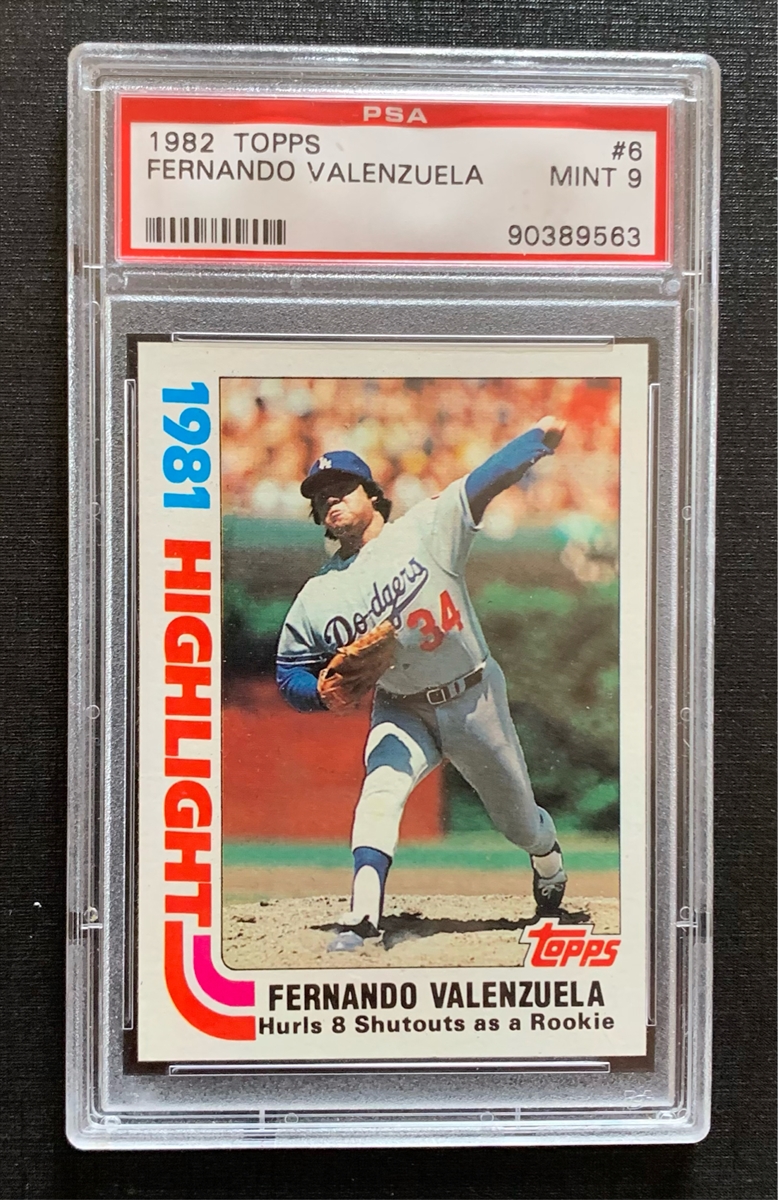 PSA
1982 TOPPS #6
FERNANDO VALENZUELA MINT 9
90389563
1981 HIGHLIGHT
LA
Dodgers
34
Topps
FERNANDO VALENZUELA
Hurls 8 Shutouts as a Rookie